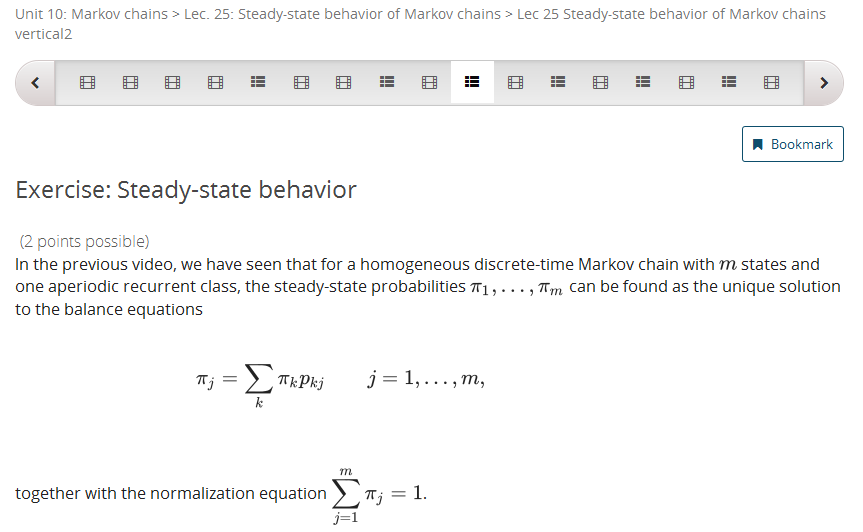 Unit 10: Markov chains > Lec. 25: Steady-state behavior of Markov chains > Lec 25 Steady-state behavior of Markov chains
vertical2
Bookmark
Exercise: Steady-state behavior
(2 points possible)
In the previous video, we have seen that for a homogeneous discrete-time Markov chain with m states and
one aperiodic recurrent class, the steady-state probabilities π₁, . . . , πₘ can be found as the unique solution
to the balance equations
πⱼ = ∑ₖ πₖpₖⱼ j = 1, . . . , m,
together with the normalization equation ∑ⱼ₌₁ᵐ πⱼ = 1.